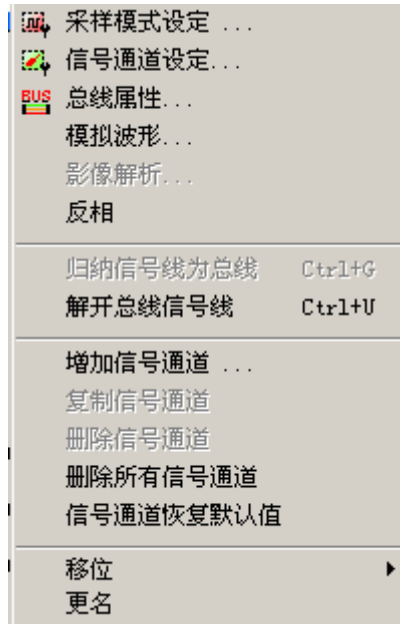 采样模式设定 ...
信号通道设定...
BUS 总线属性...
模拟波形...
影像解析...
反相
归纳信号线为总线 Ctrl+G
解开总线信号线 Ctrl+U
增加信号通道 ...
复制信号通道
删除信号通道
删除所有信号通道
信号通道恢复默认值
移位
更名